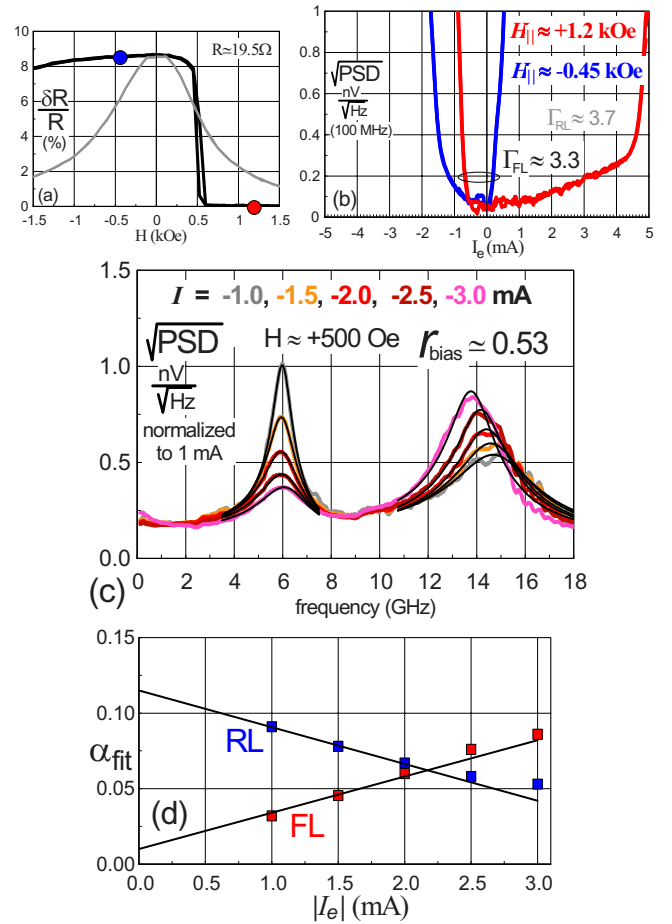 R≈19.5Ω
δR
R
(%)
10
8
6
4
2
0
-1.5 -1.0 -0.5 0 0.5 1.0 1.5
H (kOe)
(a)
H|| ≈ +1.2 kOe
H|| ≈ -0.45 kOe
√PSD
nV
√Hz
(100 MHz)
ΓRL ≈ 3.7
ΓFL ≈ 3.3
1
0.8
0.6
0.4
0.2
0
-5 -4 -3 -2 -1 0 1 2 3 4 5
Ie (mA)
(b)
I = -1.0, -1.5, -2.0, -2.5, -3.0 mA
√PSD
nV
√Hz
normalized
to 1 mA
H ≈ +500 Oe
rbias ≃ 0.53
1.5
1.0
0.5
0.0
0 2 4 6 8 10 12 14 16 18
frequency (GHz)
(c)
0.15
0.10
0.05
0.00
αfit
RL
FL
(d)
0.0 0.5 1.0 1.5 2.0 2.5 3.0
|Ie| (mA)